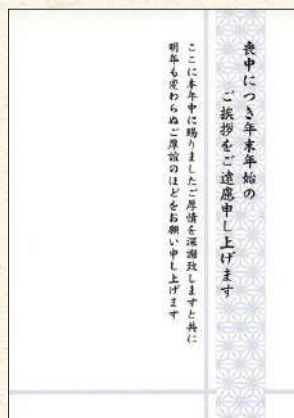 喪中につき年末年始の
ご挨拶をご遠慮申し上げます
ここに本年中に賜りましたご厚情を深謝致しますと共に
明年も変わらぬご厚誼のほどをお願い申し上げます